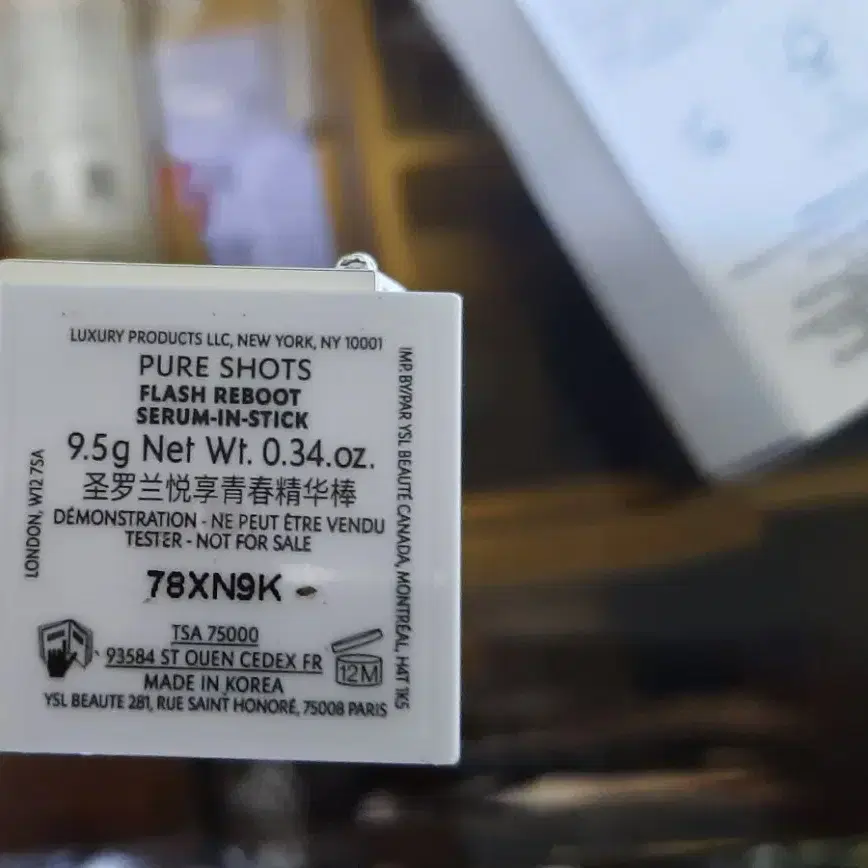 LUXURY PRODUCTS LLC, NEW YORK, NY 10001
PURE SHOTS
FLASH REBOOT
SERUM-IN-STICK
9.5g Net Wt. 0.34.oz.
圣罗兰悦享青春精华棒
DÉMONSTRATION - NE PEUT ÊTRE VENDU
TESTER - NOT FOR SALE
78XN9K
TSA 75000
93584 ST OUEN CEDEX FR
MADE IN KOREA
YSL BEAUTE 281, RUE SAINT HONORÉ, 75008 PARIS
12M
LONDON, W12 7SA
IMP. BY/PAR YSL BEAUTÉ CANADA, MONTRÉAL, H4T 1K5